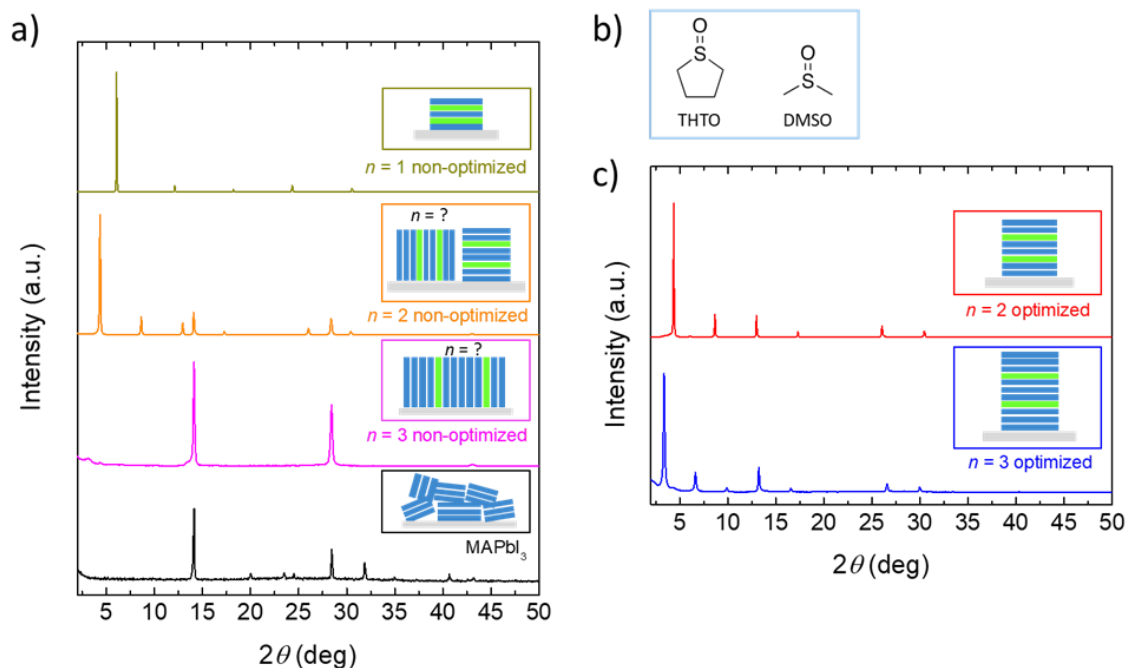 a)
n = 1 non-optimized
n = ?
n = 2 non-optimized
n = ?
n = 3 non-optimized
MAPbI3
Intensity (a.u.)
5 10 15 20 25 30 35 40 45 50
2θ (deg)
b)
O
S
THTO
O
S
DMSO
c)
n = 2 optimized
n = 3 optimized
Intensity (a.u.)
5 10 15 20 25 30 35 40 45 50
2θ (deg)